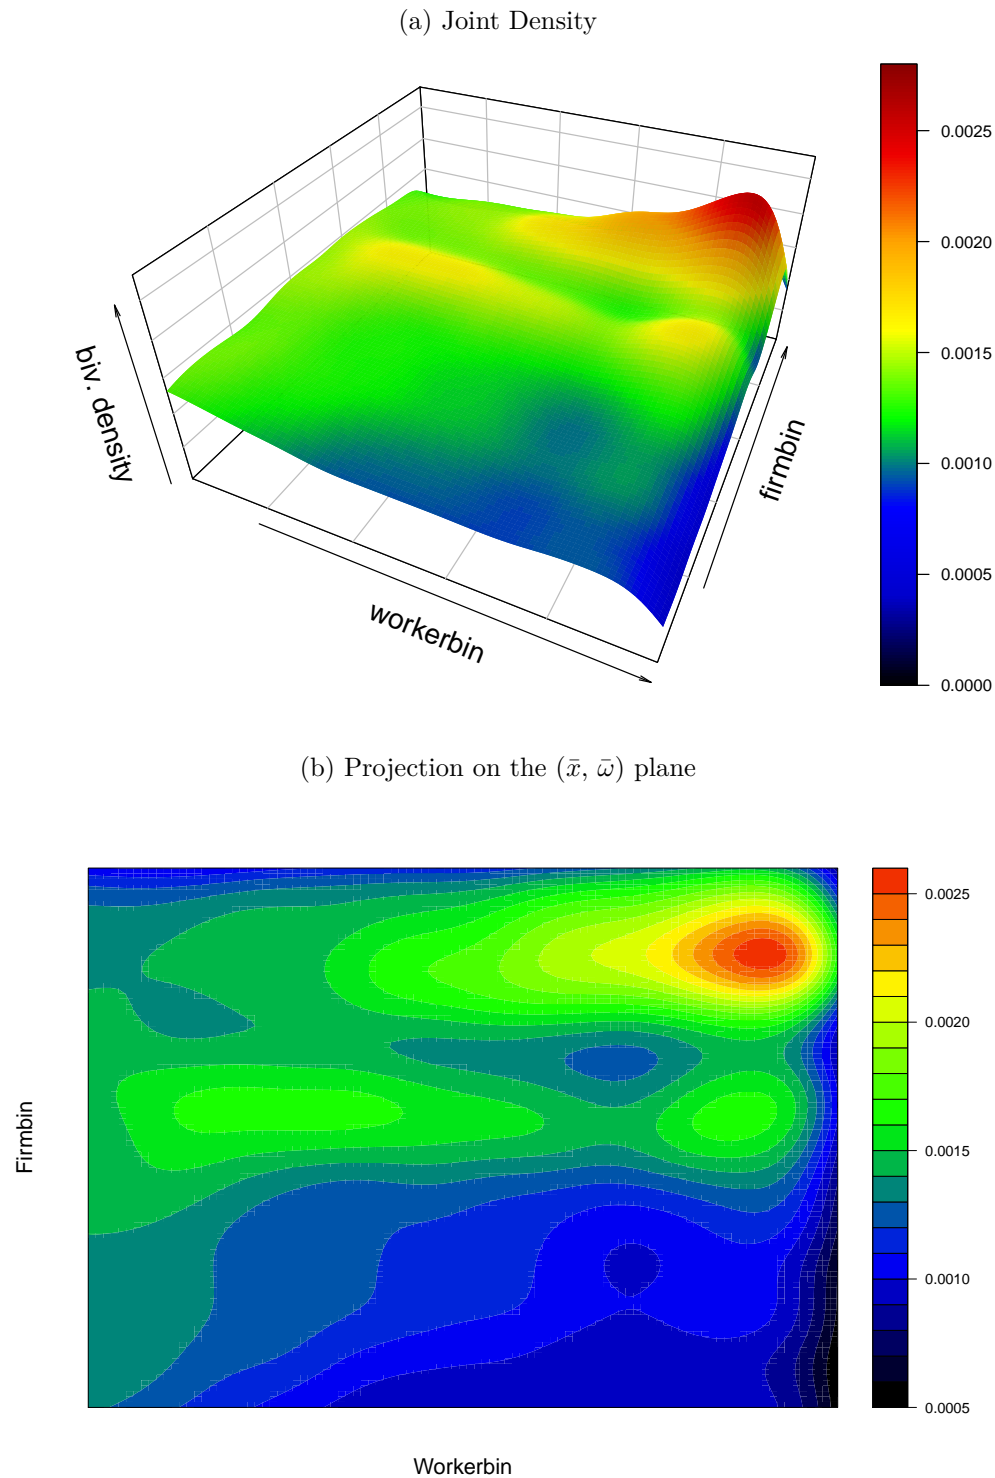 (a) Joint Density
0.0025
0.0020
0.0015
0.0010
0.0005
0.0000
biv. density
workerbin
firmbin
(b) Projection on the (x̄, ω̄) plane
0.0025
0.0020
0.0015
0.0010
0.0005
Firmbin
Workerbin